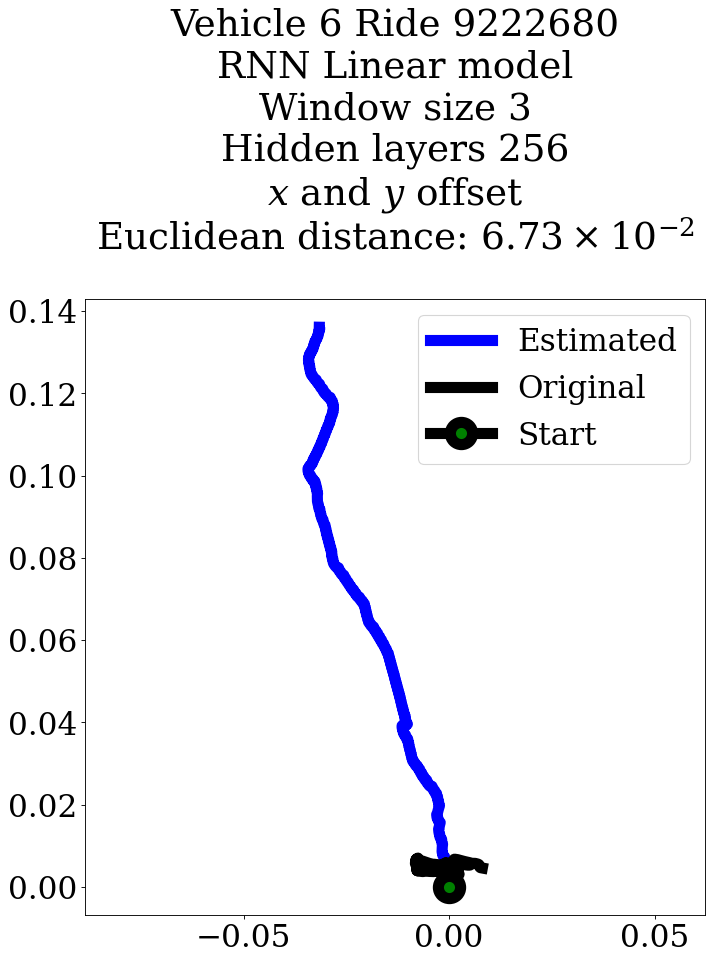 Vehicle 6 Ride 9222680
RNN Linear model
Window size 3
Hidden layers 256
x and y offset
Euclidean distance: 6.73 × 10⁻²
0.14
0.12
0.10
0.08
0.06
0.04
0.02
0.00
Estimated
Original
Start
−0.05
0.00
0.05